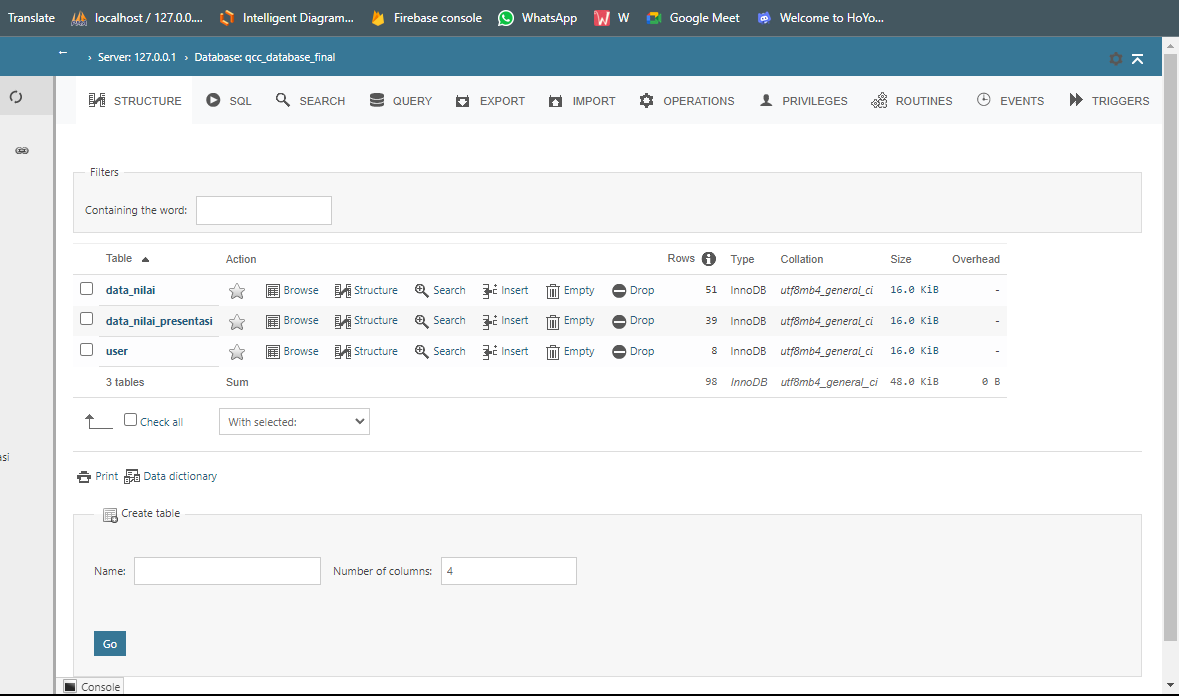 Translate localhost / 127.0.0.... Intelligent Diagram... Firebase console WhatsApp W Google Meet Welcome to HoYo...
← › Server: 127.0.0.1 › Database: qcc_database_final
STRUCTURE SQL SEARCH QUERY EXPORT IMPORT OPERATIONS PRIVILEGES ROUTINES EVENTS TRIGGERS
Filters
Containing the word:
Table Action Rows Type Collation Size Overhead
data_nilai Browse Structure Search Insert Empty Drop 51 InnoDB utf8mb4_general_ci 16.0 KiB -
data_nilai_presentasi Browse Structure Search Insert Empty Drop 39 InnoDB utf8mb4_general_ci 16.0 KiB -
user Browse Structure Search Insert Empty Drop 8 InnoDB utf8mb4_general_ci 16.0 KiB -
3 tables Sum 98 InnoDB utf8mb4_general_ci 48.0 KiB 0 B
Check all With selected:
asi
Print Data dictionary
Create table
Name: Number of columns: 4
Go
Console